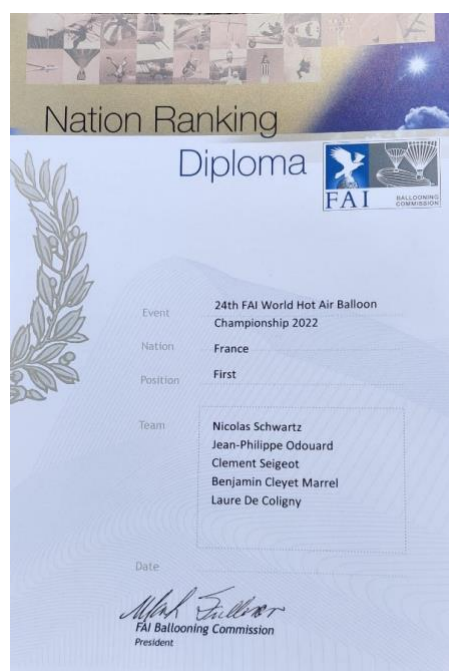 Nation Ranking
Diploma
FAI
BALLOONING
COMMISSION
Event
24th FAI World Hot Air Balloon
Championship 2022
Nation
France
Position
First
Team
Nicolas Schwartz
Jean-Philippe Odouard
Clement Seigeot
Benjamin Cleyet Marrel
Laure De Coligny
Date
FAI Ballooning Commission
President